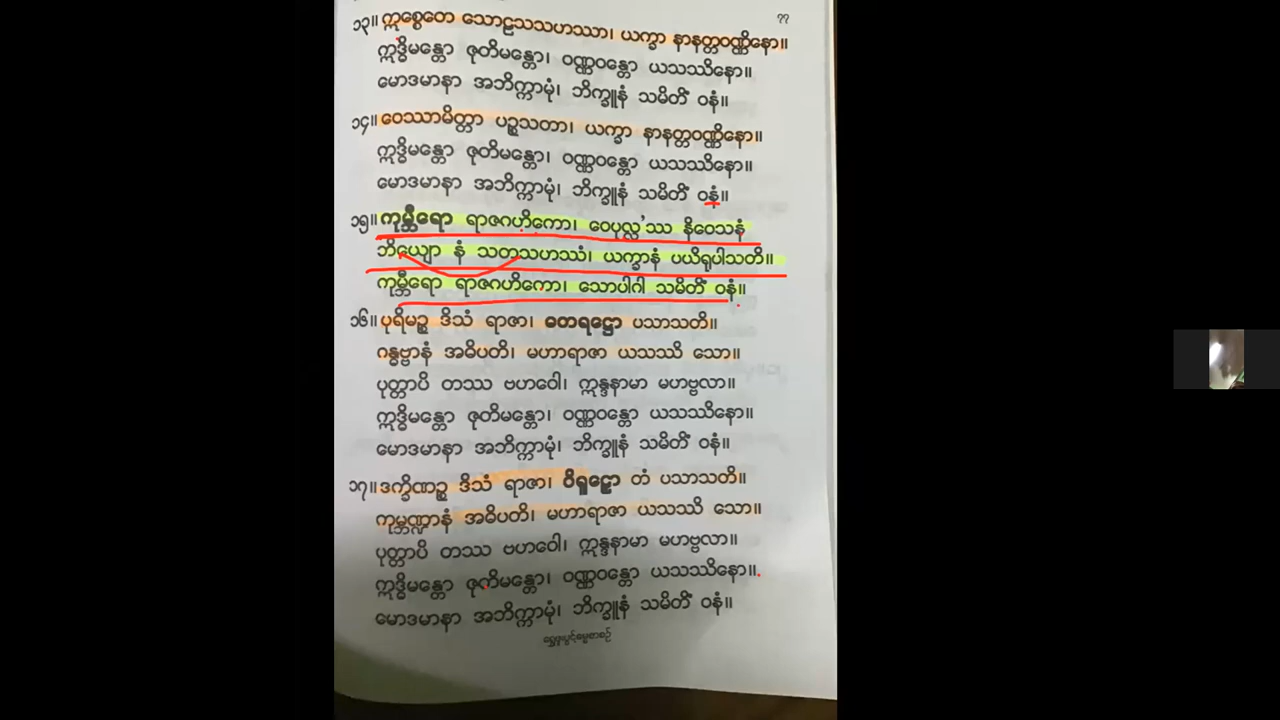 ၇၇
၁၃။ ဣစ္စေတေ သောဠသသဟဿာ၊ ယက္ခာ နာနတ္တဝဏ္ဏိနော။
ဣဒ္ဓိမန္တော ဇုတိမန္တော၊ ဝဏ္ဏဝန္တော ယသဿိနော။
မောဒမာနာ အဘိက္ကာမုံ၊ ဘိက္ခူနံ သမိတိံ ဝနံ။
၁၄။ ဝေဿာမိတ္တာ ပဉ္စသတာ၊ ယက္ခာ နာနတ္တဝဏ္ဏိနော။
ဣဒ္ဓိမန္တော ဇုတိမန္တော၊ ဝဏ္ဏဝန္တော ယသဿိနော။
မောဒမာနာ အဘိက္ကာမုံ၊ ဘိက္ခူနံ သမိတိံ ဝနံ။
၁၅။ ကုမ္ဘီရော ရာဇဂဟိကော၊ ဝေပုလ္လ'ဿ နိဝေသနံ
ဘိယျော နံ သတသဟဿံ၊ ယက္ခာနံ ပယိရုပါသတိ။
ကုမ္ဘီရော ရာဇဂဟိကော၊ သောပါဂါ သမိတိံ ဝနံ။
၁၆။ ပုရိမဉ္စ ဒိသံ ရာဇာ၊ ဓတရဋ္ဌော ပသာသတိ။
ဂန္ဓဗ္ဗာနံ အဓိပတိ၊ မဟာရာဇာ ယသဿိ သော။
ပုတ္တာပိ တဿ ဗဟဝေါ၊ ဣန္ဒနာမာ မဟဗ္ဗလာ။
ဣဒ္ဓိမန္တော ဇုတိမန္တော၊ ဝဏ္ဏဝန္တော ယသဿိနော။
မောဒမာနာ အဘိက္ကာမုံ၊ ဘိက္ခူနံ သမိတိံ ဝနံ။
၁၇။ ဒက္ခိဏဉ္စ ဒိသံ ရာဇာ၊ ဝိရူဠှော တံ ပသာသတိ။
ကုမ္ဘဏ္ဍာနံ အဓိပတိ၊ မဟာရာဇာ ယသဿိ သော။
ပုတ္တာပိ တဿ ဗဟဝေါ၊ ဣန္ဒနာမာ မဟဗ္ဗလာ။
ဣဒ္ဓိမန္တော ဇုတိမန္တော၊ ဝဏ္ဏဝန္တော ယသဿိနော။
မောဒမာနာ အဘိက္ကာမုံ၊ ဘိက္ခူနံ သမိတိံ ဝနံ။